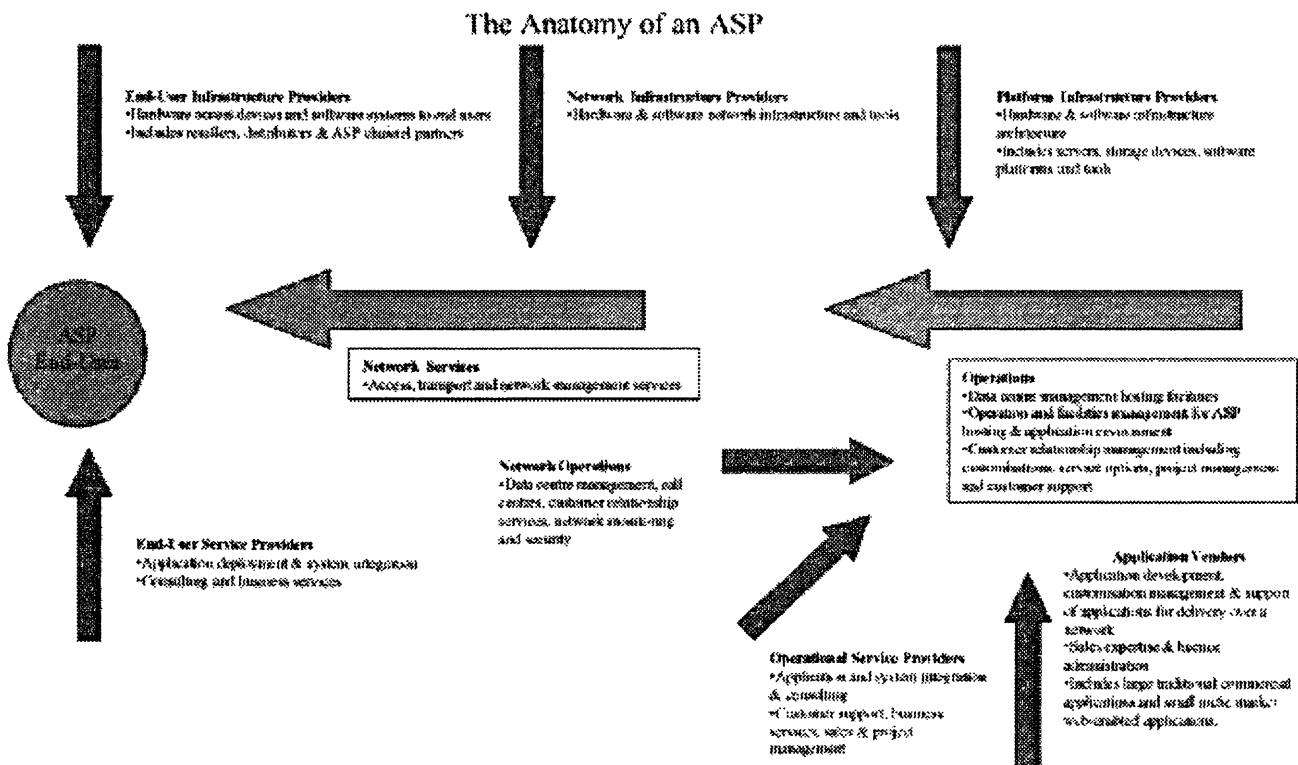 The Anatomy of an ASP
End-User Infrastructure Providers
•Hardware access devices and software systems to end users
•Includes resellers, distributors & ASP channel partners
Network Infrastructure Providers
•Hardware & software network infrastructure and tools
Platform Infrastructure Providers
•Hardware & software infrastructure
architecture
•Includes servers, storage devices, software
platforms and tools
ASP
End-User
Network Services
•Access, transport and network management services
Operations
•Data centre management hosting facilities
•Operation and facilities management for ASP
hosting & application environment
•Customer relationship management including
customisations, service options, project management
and customer support
Network Operations
•Data centre management, call
centres, customer relationship
services, network monitoring
and security
End-User Service Providers
•Application deployment & system integration
•Consulting and business services
Operational Service Providers
•Application and system integration
& consulting
•Customer support, business
services, sales & project
management
Application Vendors
•Application development,
customisation management & support
of applications for delivery over a
network
•Sales expertise & licence
administration
•Includes large traditional commercial
applications and small niche market
web-enabled applications.